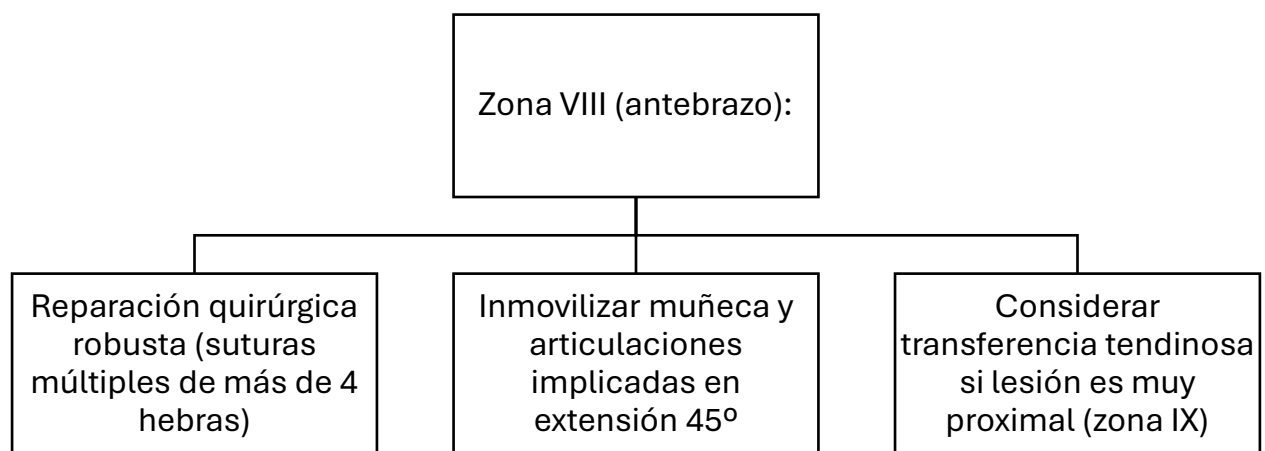 Zona VIII (antebrazo):
Reparación quirúrgica
robusta (suturas
múltiples de más de 4
hebras)
Inmovilizar muñeca y
articulaciones
implicadas en
extensión 45º
Considerar
transferencia tendinosa
si lesión es muy
proximal (zona IX)